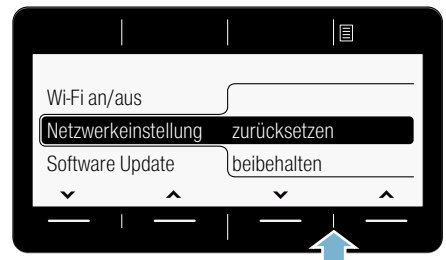 Wi-Fi an/aus
Netzwerkeinstellung zurücksetzen
Software Update beibehalten